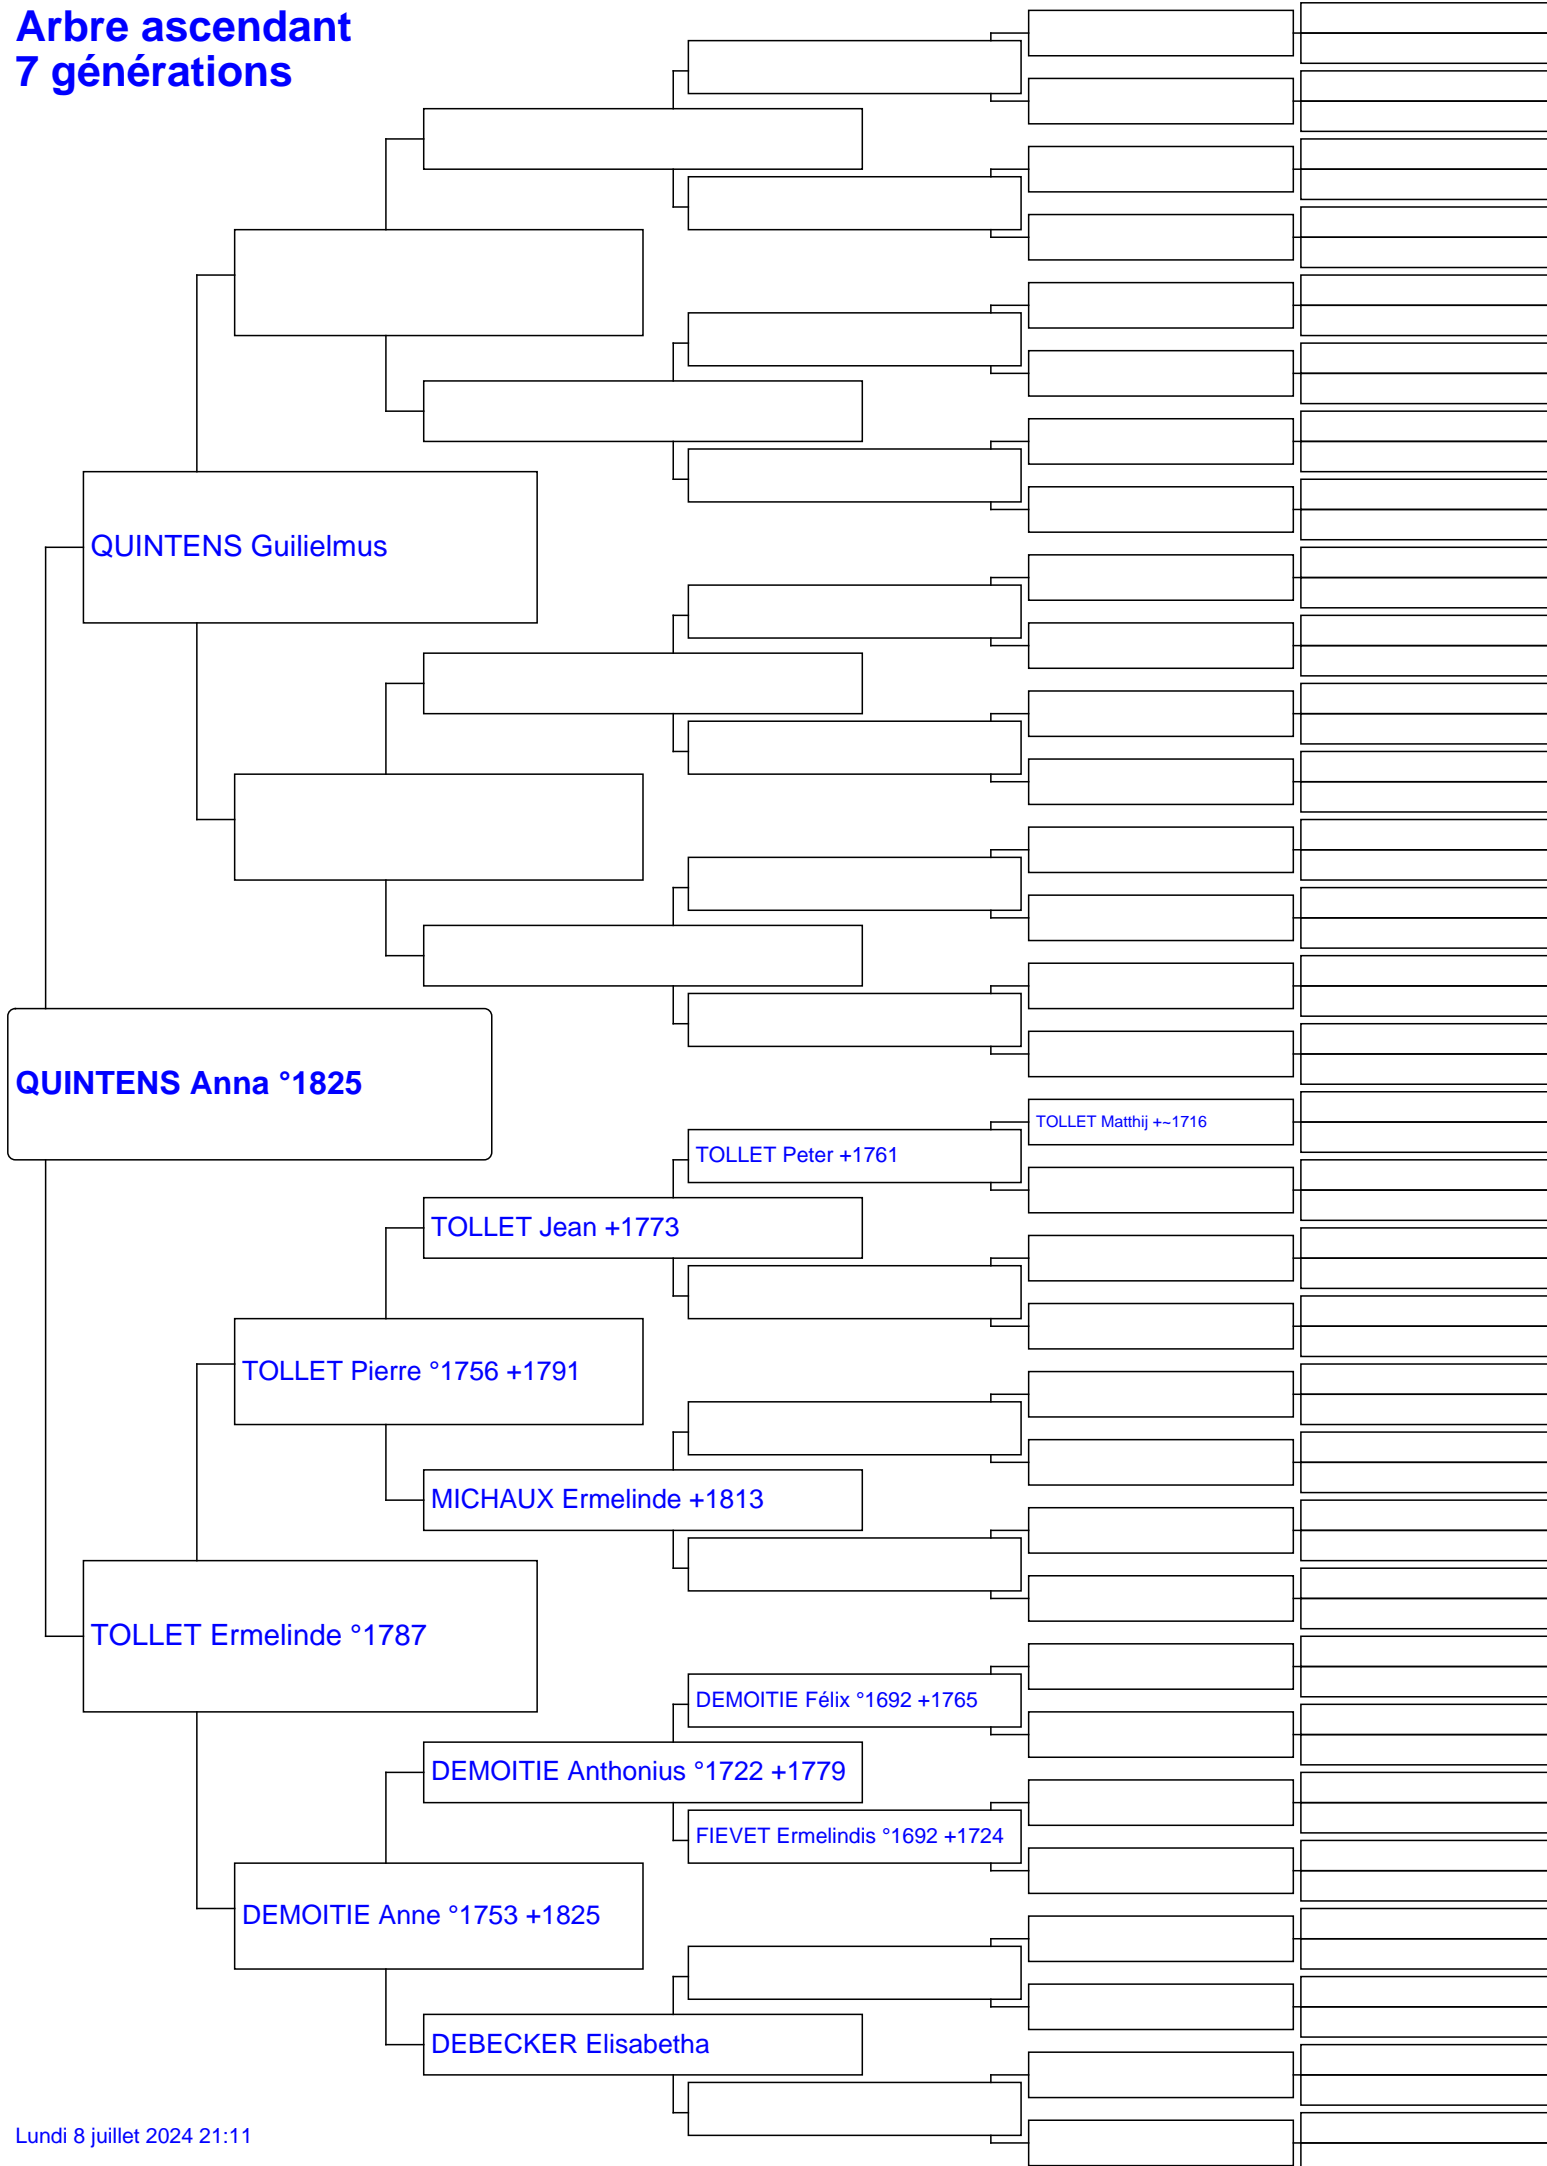 Arbre ascendant
7 générations
QUINTENS Guilielmus
QUINTENS Anna °1825
TOLLET Matthij +~1716
TOLLET Peter +1761
TOLLET Jean +1773
TOLLET Pierre °1756 +1791
MICHAUX Ermelinde +1813
TOLLET Ermelinde °1787
DEMOITIE Félix °1692 +1765
DEMOITIE Anthonius °1722 +1779
FIEVET Ermelindis °1692 +1724
DEMOITIE Anne °1753 +1825
DEBECKER Elisabetha
Lundi 8 juillet 2024 21:11